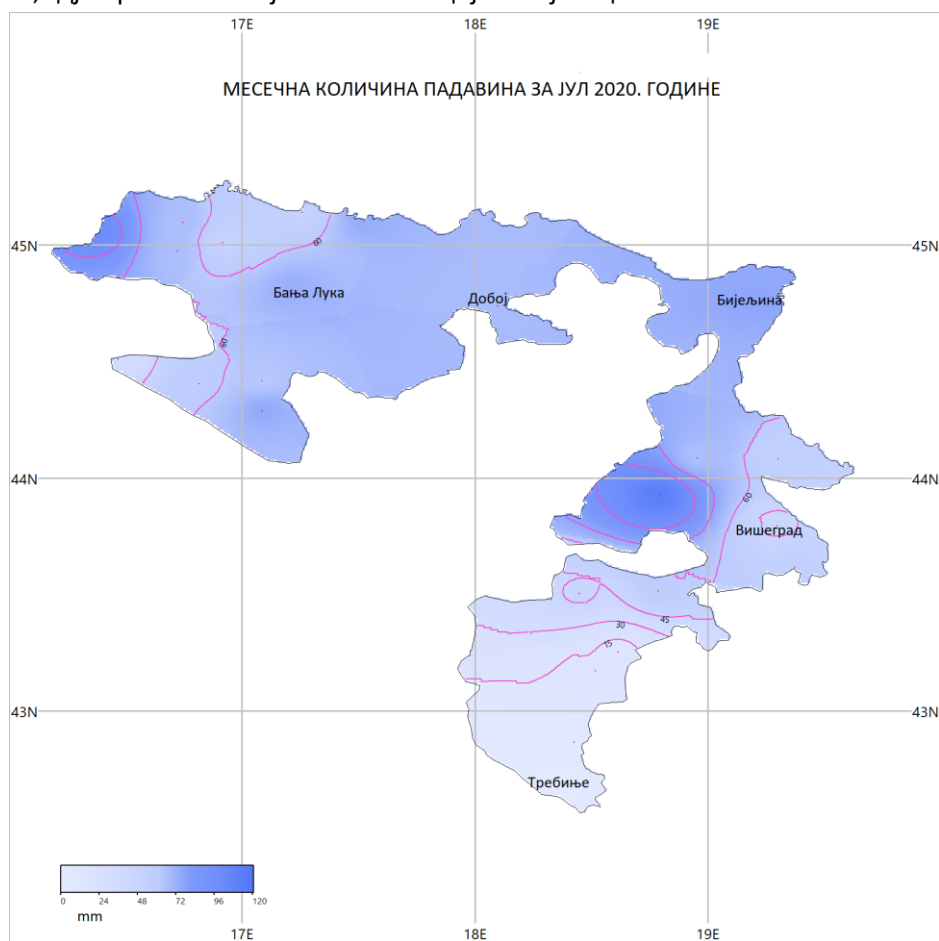 17E 18E 19E
МЕСЕЧНА КОЛИЧИНА ПАДАВИНА ЗА ЈУЛ 2020. ГОДИНЕ
45N 60 45N
Бања Лука Добој Бијељина
60
44N 44N
60
Вишеград
30 45
15
43N 43N
Требиње
0 24 48 72 96 120
mm
17E 18E 19E